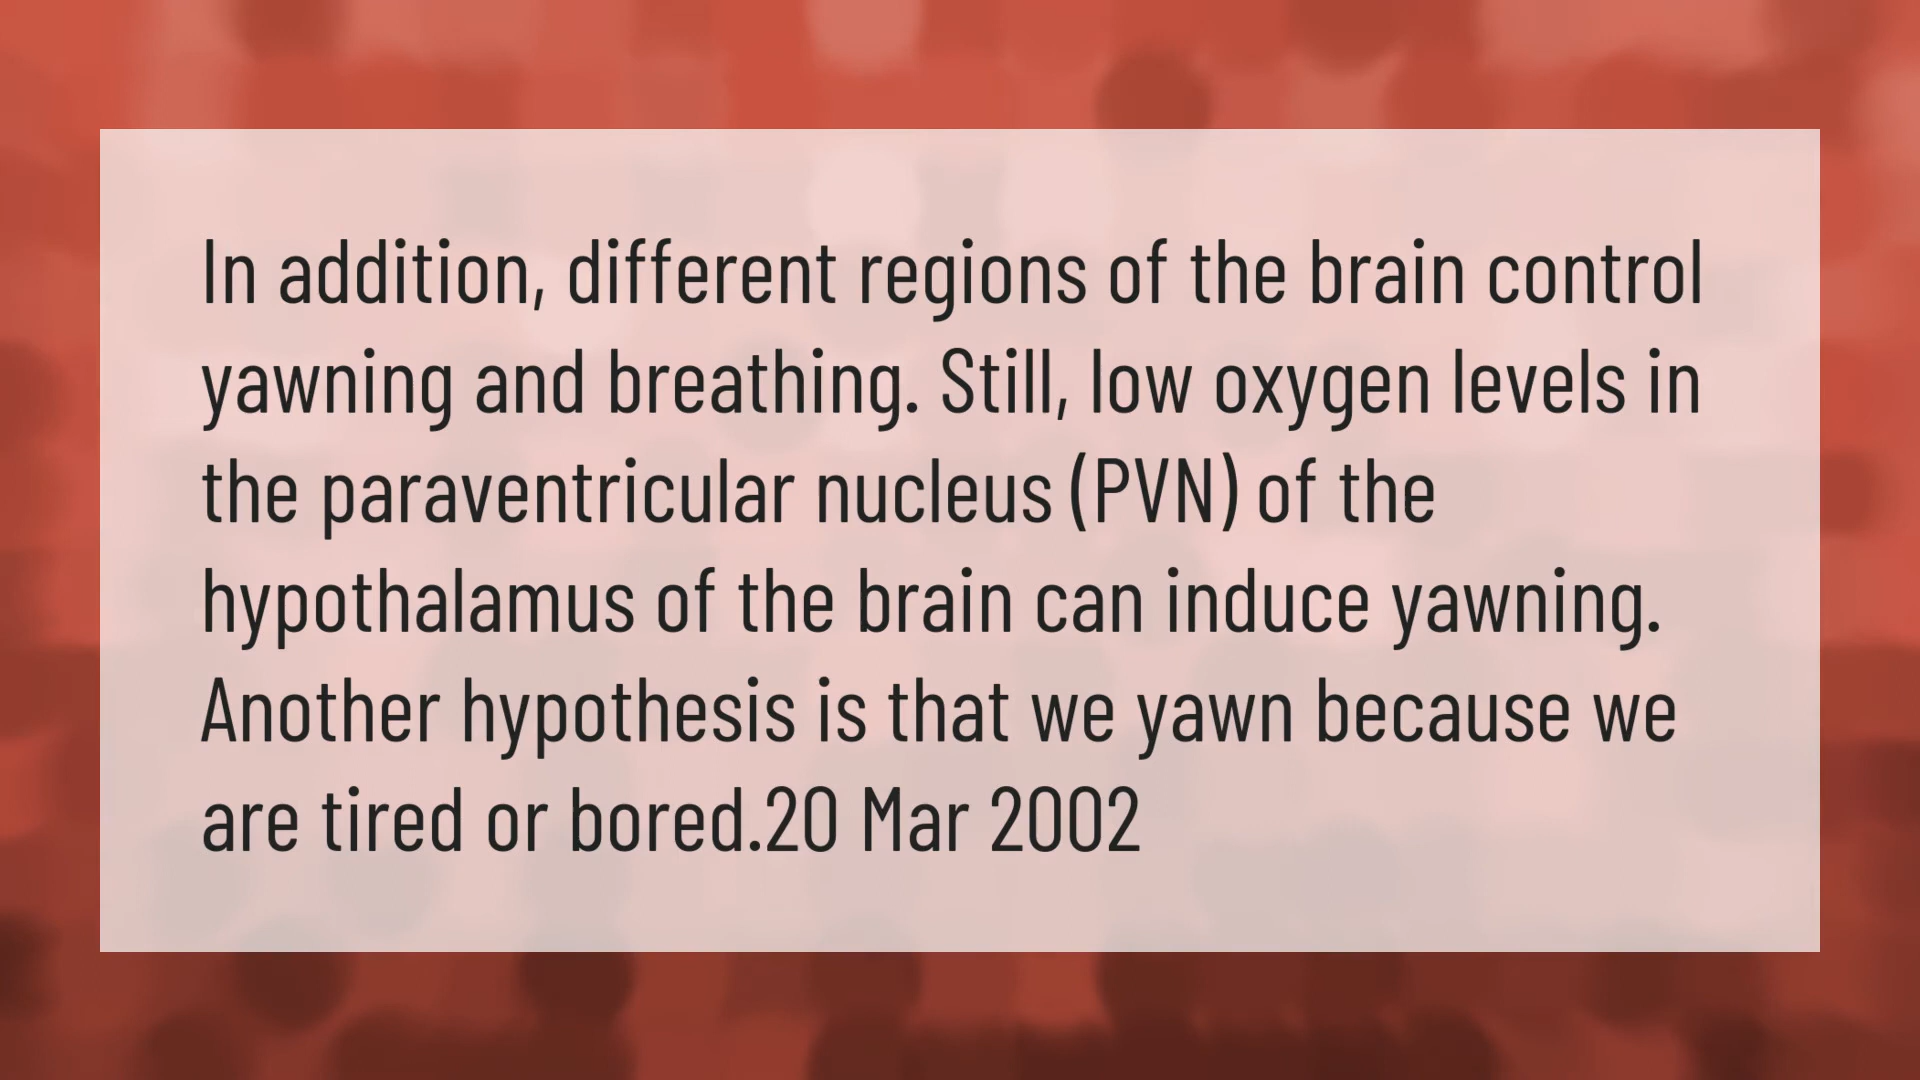 In addition, different regions of the brain control
yawning and breathing. Still, low oxygen levels in
the paraventricular nucleus (PVN) of the
hypothalamus of the brain can induce yawning.
Another hypothesis is that we yawn because we
are tired or bored.20 Mar 2002